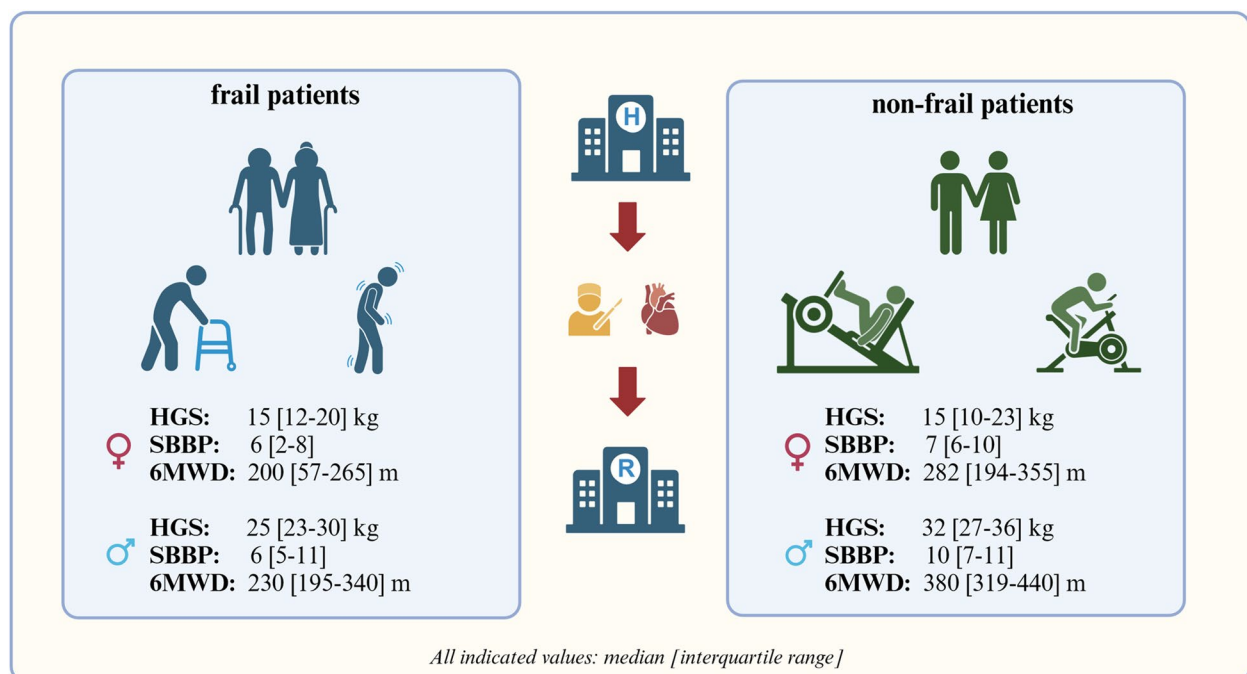 frail patients
HGS: 15 [12-20] kg
SBBP: 6 [2-8]
6MWD: 200 [57-265] m
HGS: 25 [23-30] kg
SBBP: 6 [5-11]
6MWD: 230 [195-340] m
H
R
non-frail patients
HGS: 15 [10-23] kg
SBBP: 7 [6-10]
6MWD: 282 [194-355] m
HGS: 32 [27-36] kg
SBBP: 10 [7-11]
6MWD: 380 [319-440] m
All indicated values: median [interquartile range]